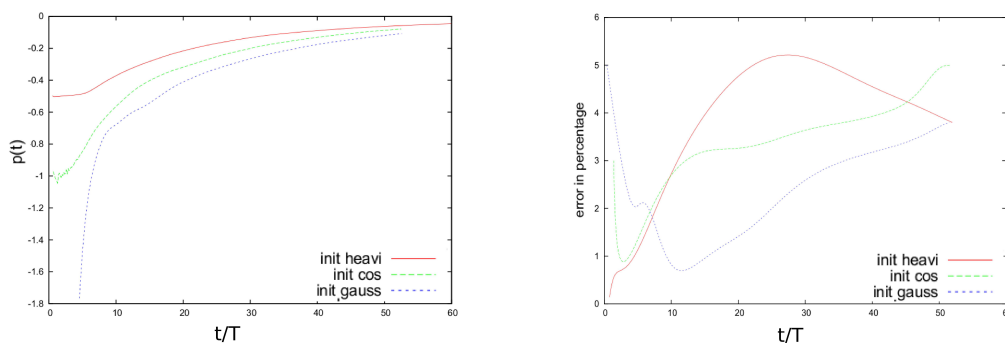 0
-0.2
-0.4
-0.6
-0.8
-1
-1.2
-1.4
-1.6
-1.8
p(t)
init heavi
init cos
init gauss
0 10 20 30 40 50 60
t/T
6
5
4
3
2
1
0
error in percentage
init heavi
init cos
init gauss
0 10 20 30 40 50 60
t/T